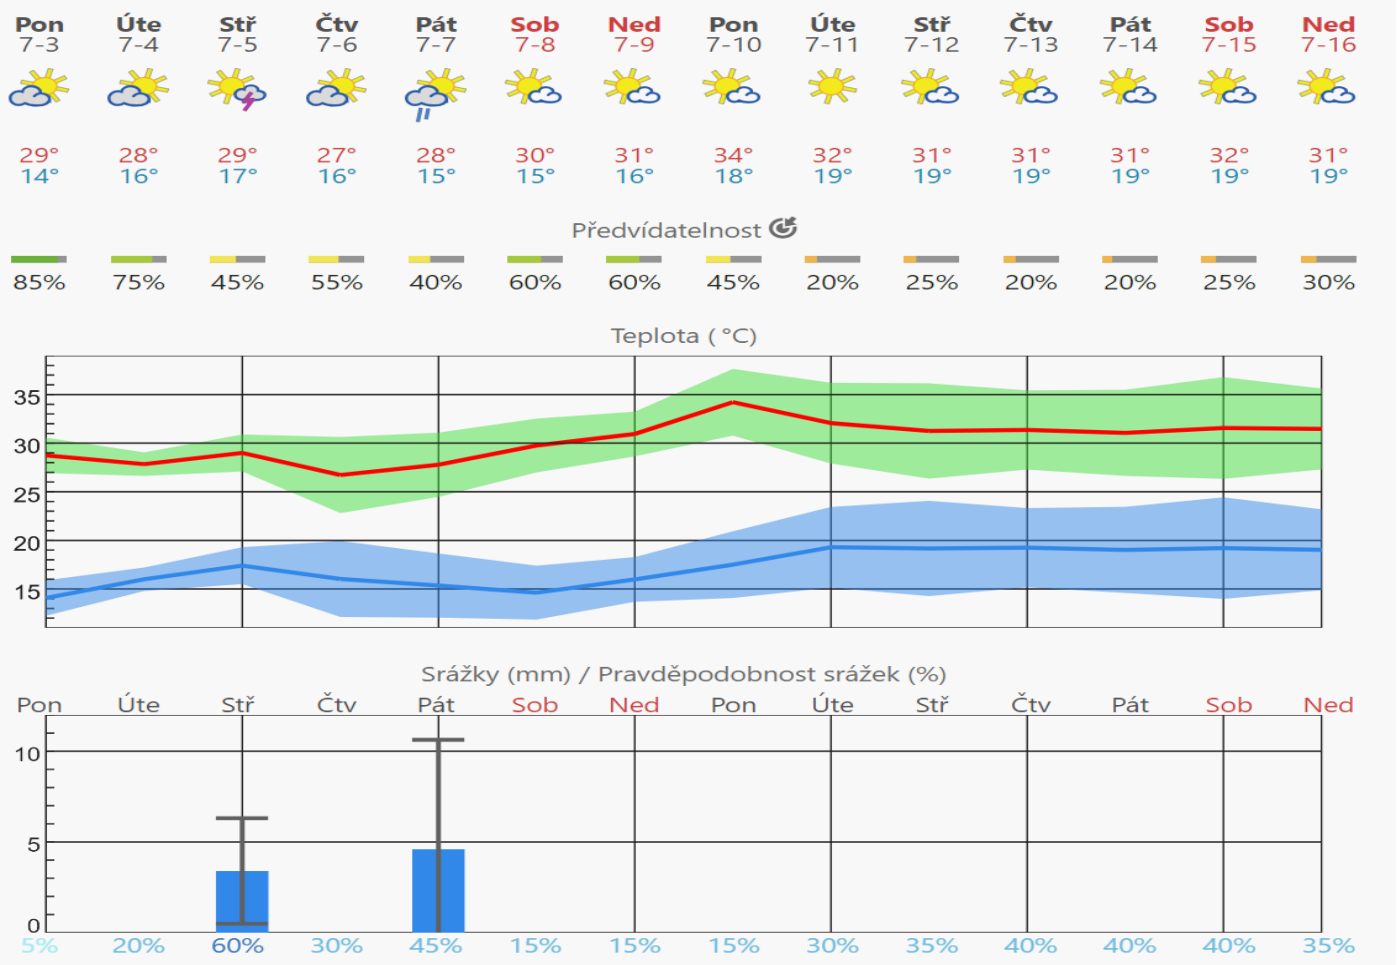 Pon Úte Stř Čtv Pát Sob Ned Pon Úte Stř Čtv Pát Sob Ned
7-3 7-4 7-5 7-6 7-7 7-8 7-9 7-10 7-11 7-12 7-13 7-14 7-15 7-16
29° 28° 29° 27° 28° 30° 31° 34° 32° 31° 31° 31° 32° 31°
14° 16° 17° 16° 15° 15° 16° 18° 19° 19° 19° 19° 19° 19°
Předvídatelnost
85% 75% 45% 55% 40% 60% 60% 45% 20% 25% 20% 20% 25% 30%
Teplota ( °C)
35
30
25
20
15
Srážky (mm) / Pravděpodobnost srážek (%)
Pon Úte Stř Čtv Pát Sob Ned Pon Úte Stř Čtv Pát Sob Ned
10
5
0
5% 20% 60% 30% 45% 15% 15% 15% 30% 35% 40% 40% 40% 35%